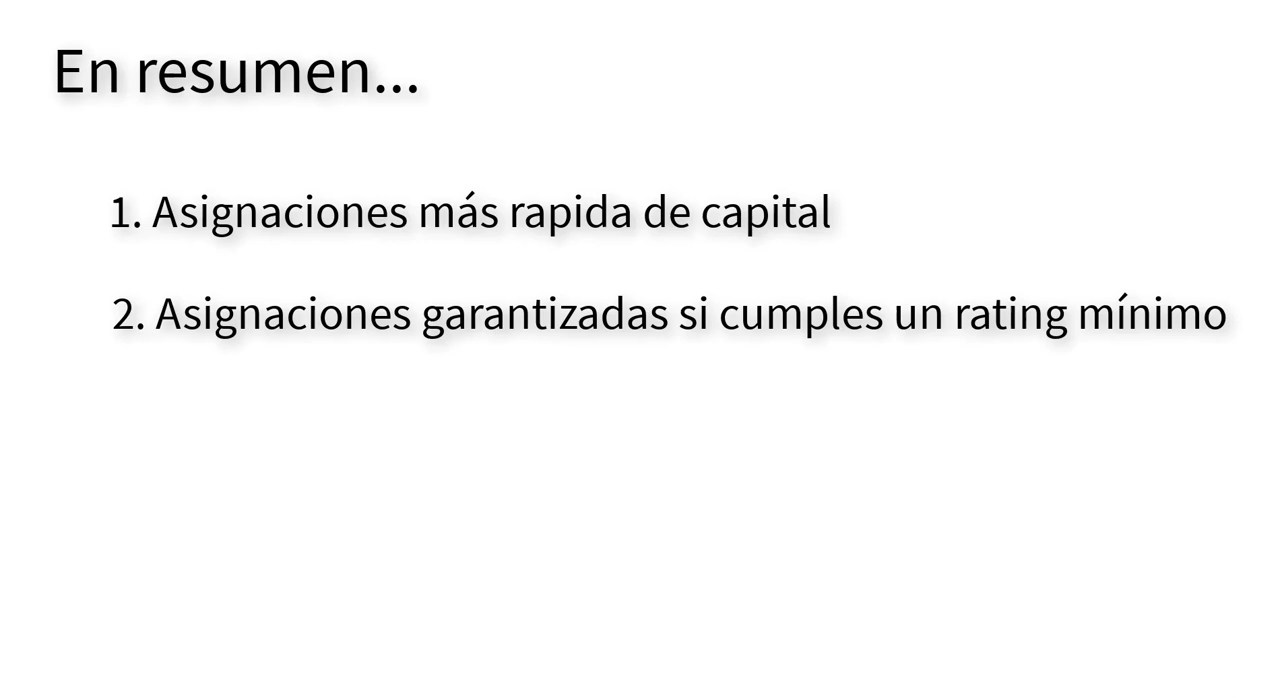 En resumen...
1. Asignaciones más rapida de capital
2. Asignaciones garantizadas si cumples un rating mínimo